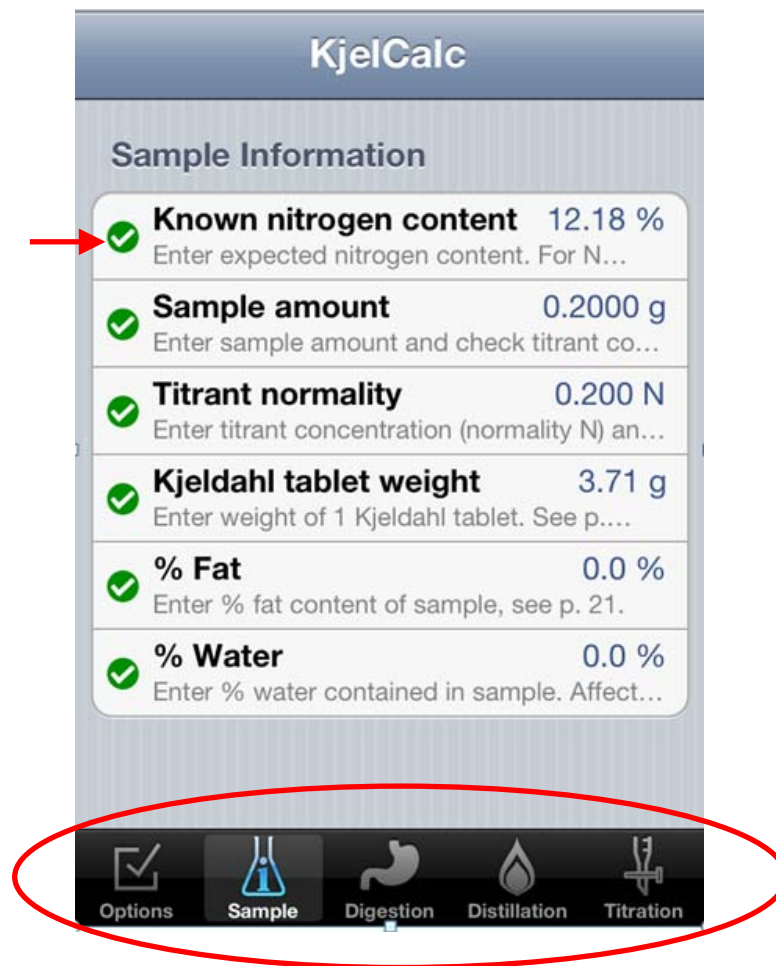 KjelCalc
Sample Information
Known nitrogen content 12.18 %
Enter expected nitrogen content. For N...
Sample amount 0.2000 g
Enter sample amount and check titrant co...
Titrant normality 0.200 N
Enter titrant concentration (normality N) an...
Kjeldahl tablet weight 3.71 g
Enter weight of 1 Kjeldahl tablet. See p....
% Fat 0.0 %
Enter % fat content of sample, see p. 21.
% Water 0.0 %
Enter % water contained in sample. Affect...
Options Sample Digestion Distillation Titration